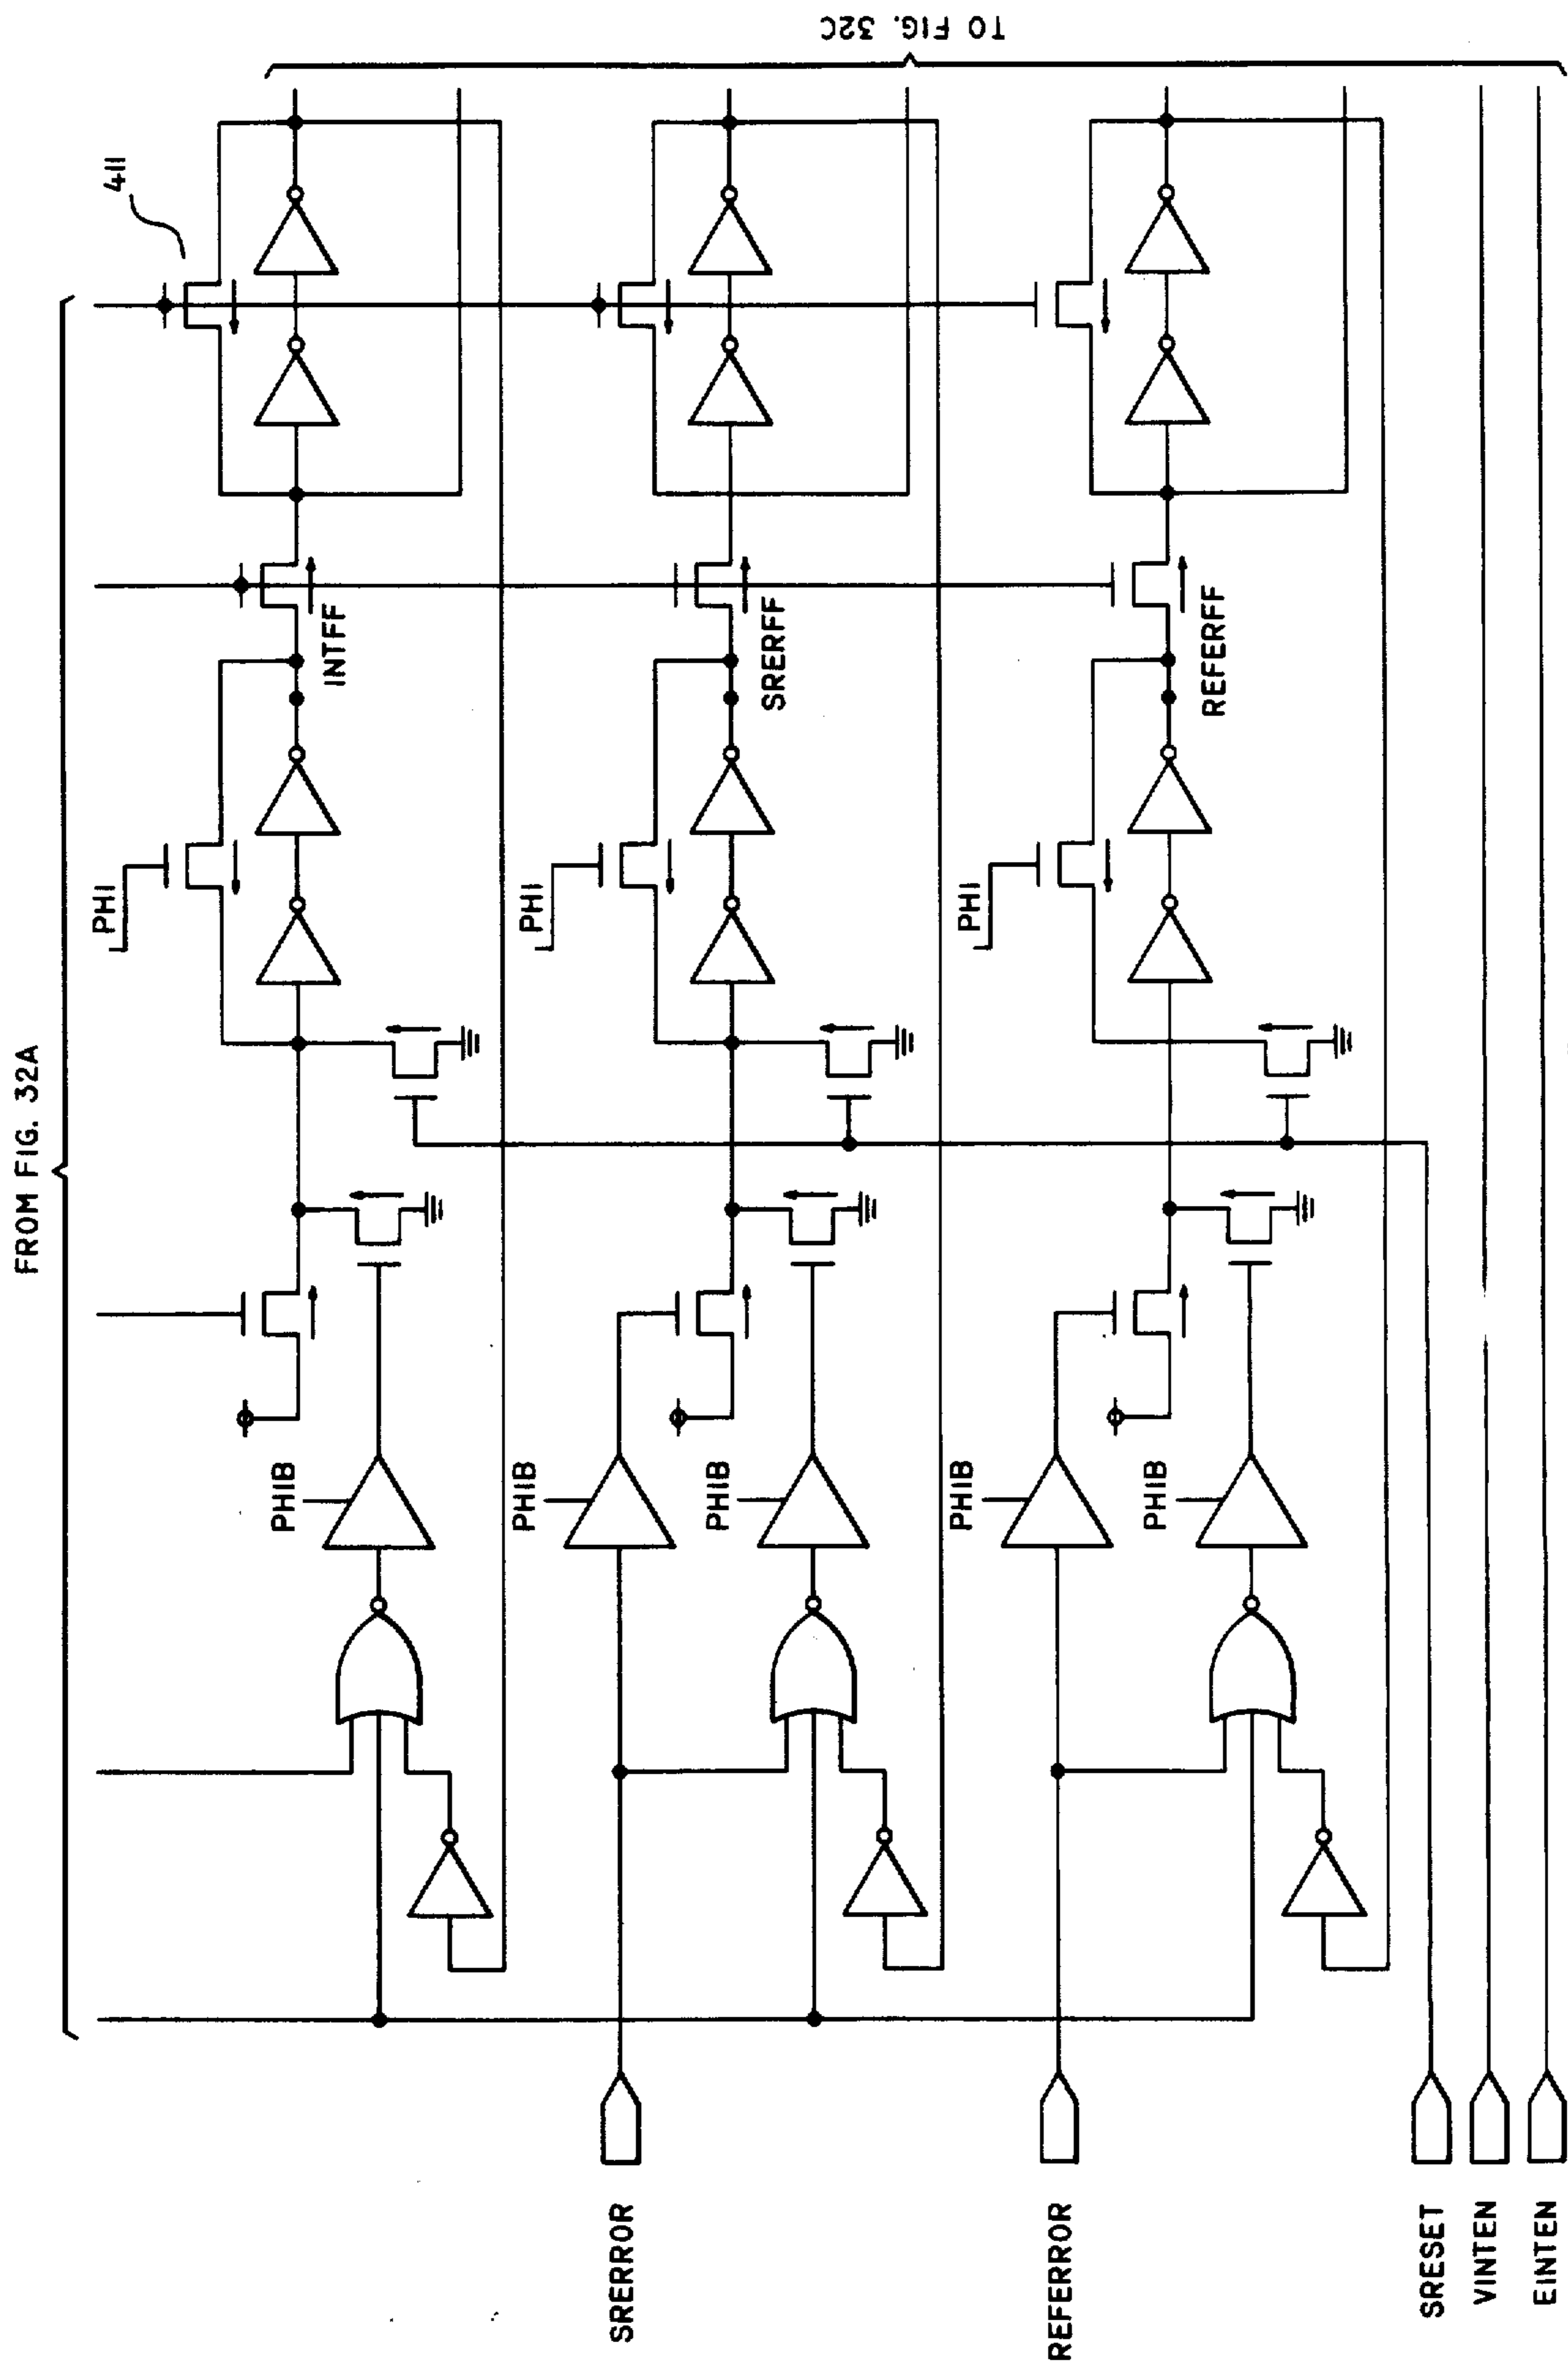 FROM FIG. 32A
411
PHI
INTFF
PHIB
PHI
SRERFF
PHIB
PHIB
SRERROR
PHI
REFERFF
PHIB
PHIB
REFERROR
SRESET
VINTEN
EINTEN
TO FIG. 32C